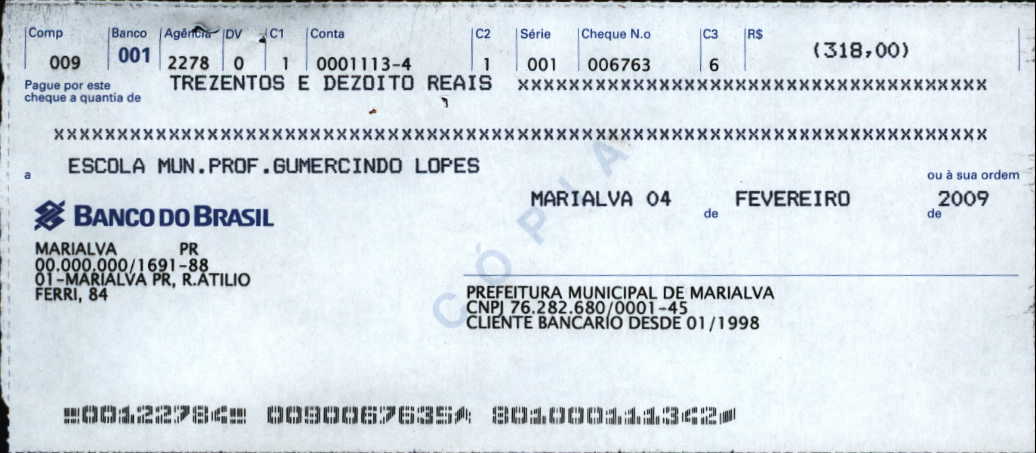 Comp Banco Agência DV C1 Conta C2 Série Cheque N.o C3 R$
009 001 2278 0 1 0001113-4 1 001 006763 6 (318,00)
Pague por este
cheque a quantia de
TREZENTOS E DEZOITO REAIS XXXXXXXXXXXXXXXXXXXXXXXXXXXXXXXXXXXXX
XXXXXXXXXXXXXXXXXXXXXXXXXXXXXXXXXXXXXXXXXXXXXXXXXXXXXXXXXXXXXXXXXXXXXXXXX
a ESCOLA MUN.PROF.GUMERCINDO LOPES
ou à sua ordem
MARIALVA 04 de FEVEREIRO de 2009
BANCO DO BRASIL
MARIALVA PR
00.000.000/1691-88
01-MARIALVA PR, R.ATILIO
FERRI, 84
CÓPIA
PREFEITURA MUNICIPAL DE MARIALVA
CNPJ 76.282.680/0001-45
CLIENTE BANCARIO DESDE 01/1998